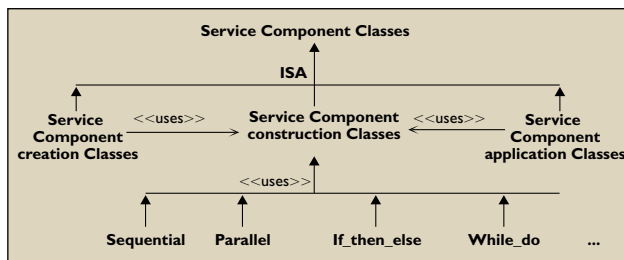 Service Component Classes
ISA
Service
Component
creation Classes
<<uses>>
Service Component
construction Classes
<<uses>>
Service
Component
application Classes
<<uses>>
Sequential
Parallel
If_then_else
While_do
...